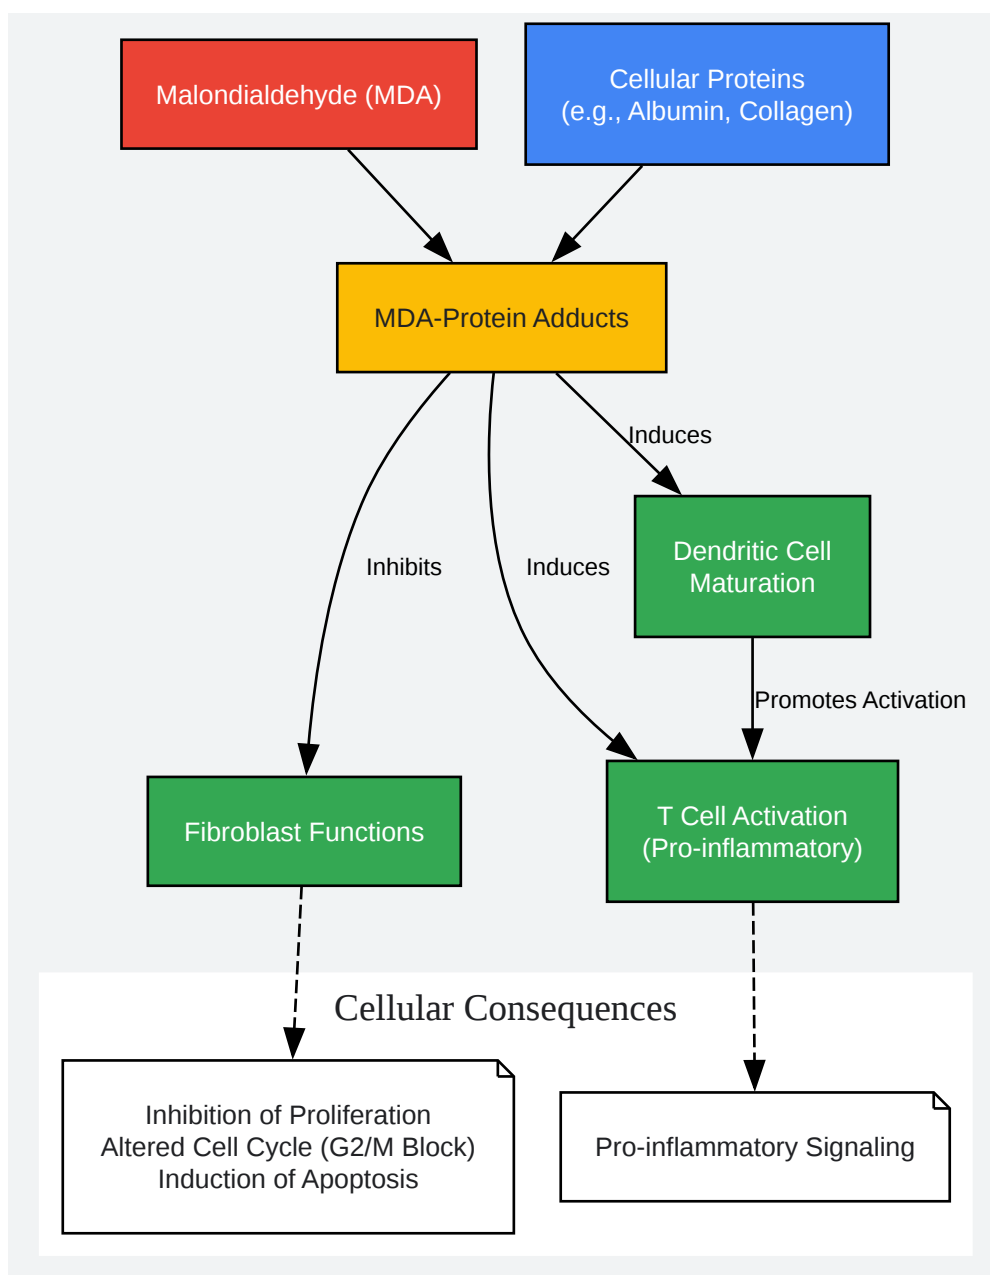 Malondialdehyde (MDA)
Cellular Proteins
(e.g., Albumin, Collagen)
MDA-Protein Adducts
Induces
Dendritic Cell
Maturation
Inhibits
Induces
Promotes Activation
Fibroblast Functions
T Cell Activation
(Pro-inflammatory)
Cellular Consequences
Inhibition of Proliferation
Altered Cell Cycle (G2/M Block)
Induction of Apoptosis
Pro-inflammatory Signaling